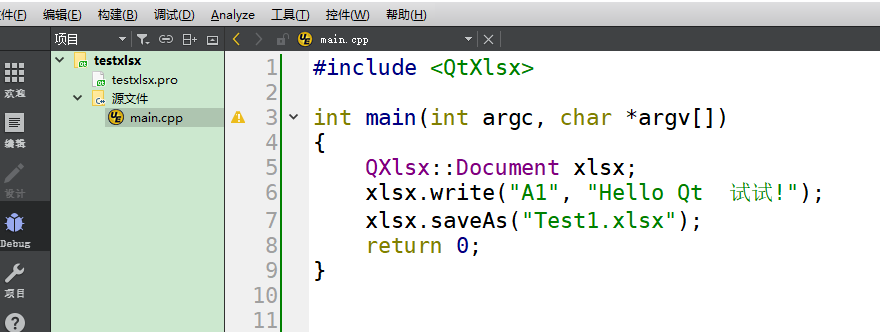 件(F) 编辑(E) 构建(B) 调试(D) Analyze 工具(T) 控件(W) 帮助(H)
项目 main.cpp
testxlsx
testxlsx.pro
源文件
main.cpp
欢迎
编辑
设计
Debug
项目
1 #include <QtXlsx>
2
3 int main(int argc, char *argv[])
4 {
5 QXlsx::Document xlsx;
6 xlsx.write("A1", "Hello Qt  试试!");
7 xlsx.saveAs("Test1.xlsx");
8 return 0;
9 }
10
11